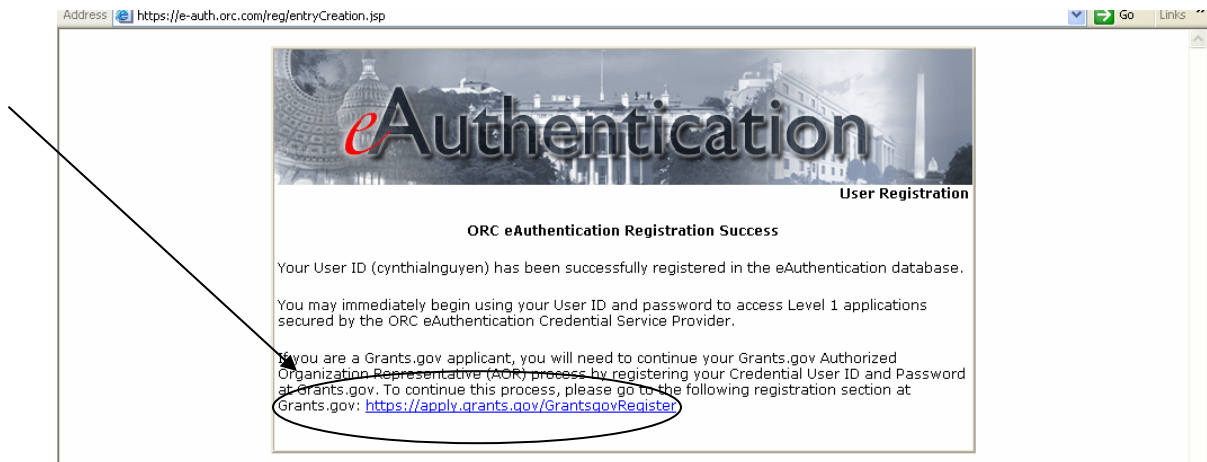 Address https://e-auth.orc.com/reg/entryCreation.jsp Go Links »
eAuthentication
User Registration
ORC eAuthentication Registration Success
Your User ID (cynthialnguyen) has been successfully registered in the eAuthentication database.
You may immediately begin using your User ID and password to access Level 1 applications
secured by the ORC eAuthentication Credential Service Provider.
If you are a Grants.gov applicant, you will need to continue your Grants.gov Authorized
Organization Representative (AOR) process by registering your Credential User ID and Password
at Grants.gov. To continue this process, please go to the following registration section at
Grants.gov: https://apply.grants.gov/GrantsgovRegister